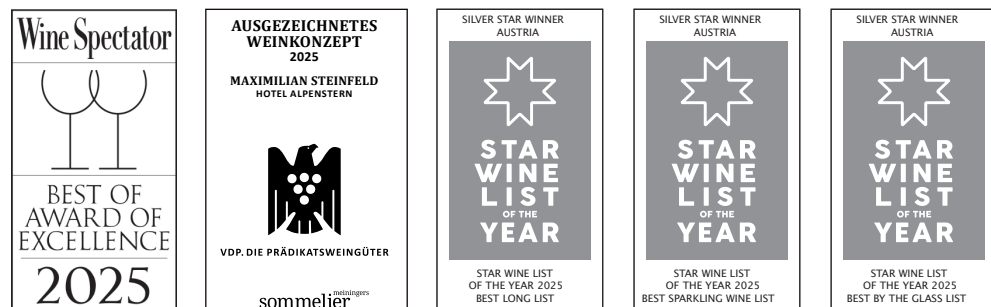 Wine Spectator
BEST OF
AWARD OF
EXCELLENCE
2025
AUSGEZEICHNETES
WEINKONZEPT
2025
MAXIMILIAN STEINFELD
HOTEL ALPENSTERN
VDP. DIE PRÄDIKATSWEINGÜTER
meiningers
sommelier
SILVER STAR WINNER
AUSTRIA
STAR
WINE
LIST
OF THE
YEAR
STAR WINE LIST
OF THE YEAR 2025
BEST LONG LIST
SILVER STAR WINNER
AUSTRIA
STAR
WINE
LIST
OF THE
YEAR
STAR WINE LIST
OF THE YEAR 2025
BEST SPARKLING WINE LIST
SILVER STAR WINNER
AUSTRIA
STAR
WINE
LIST
OF THE
YEAR
STAR WINE LIST
OF THE YEAR 2025
BEST BY THE GLASS LIST